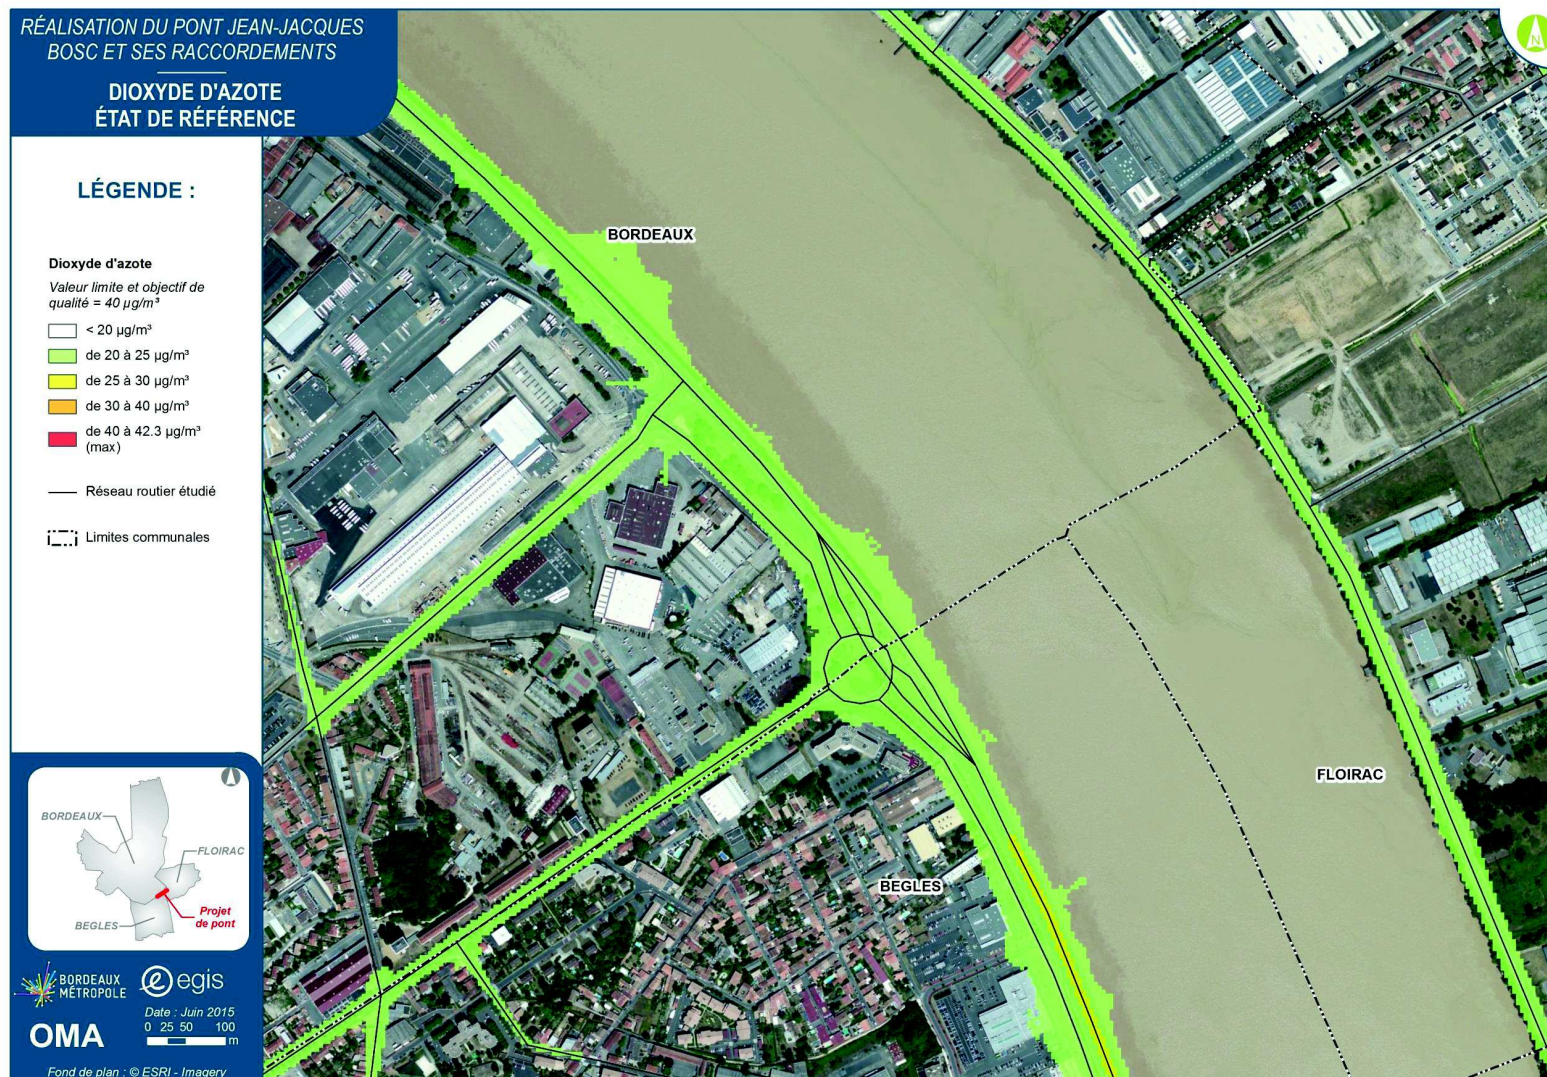 RÉALISATION DU PONT JEAN-JACQUES
BOSC ET SES RACCORDEMENTS
DIOXYDE D'AZOTE
ÉTAT DE RÉFÉRENCE
LÉGENDE :
Dioxyde d'azote
Valeur limite et objectif de
qualité = 40 µg/m³
< 20 µg/m³
de 20 à 25 µg/m³
de 25 à 30 µg/m³
de 30 à 40 µg/m³
de 40 à 42.3 µg/m³
(max)
Réseau routier étudié
Limites communales
BORDEAUX
FLOIRAC
BEGLES
N
BORDEAUX
FLOIRAC
BEGLES
Projet
de pont
BORDEAUX
MÉTROPOLE
egis
OMA
Date : Juin 2015
0 25 50 100
m
Fond de plan : © ESRI - Imagery